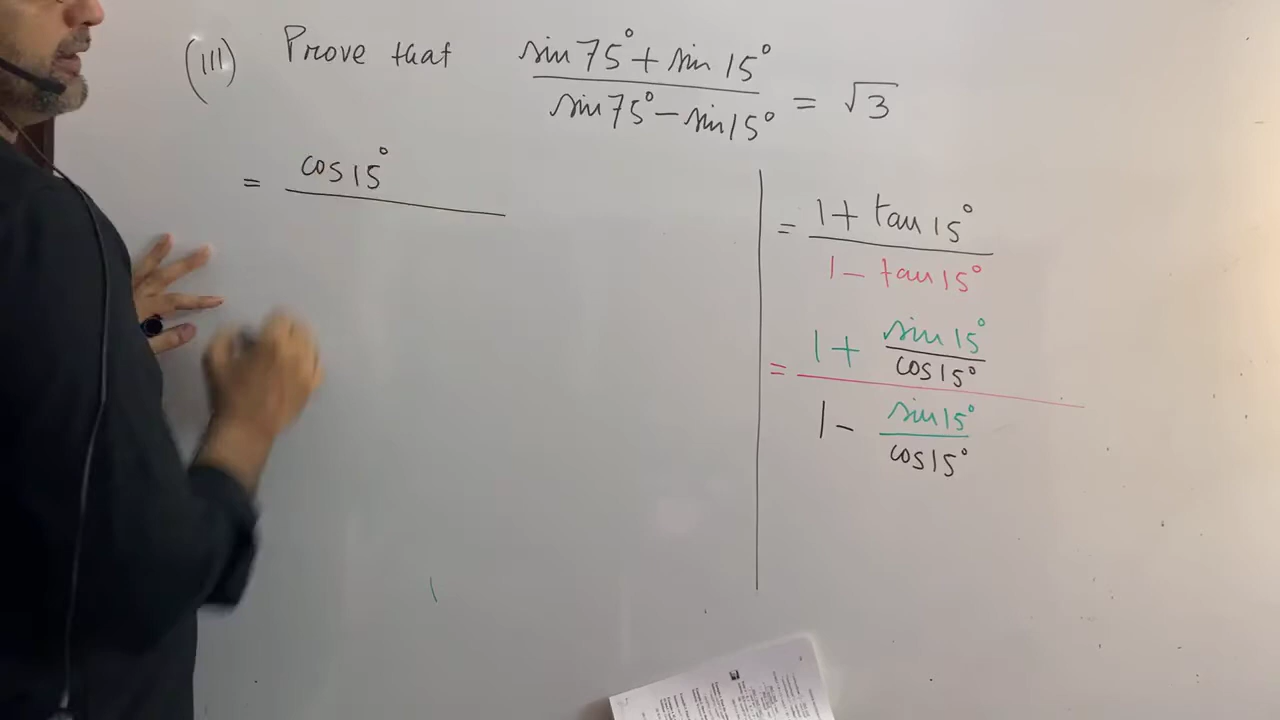 (III) Prove that sin 75° + sin 15° / sin 75° − sin 15° = √3
= cos 15°
= 1 + tan 15° / 1 − tan 15°
= 1 + sin 15° / cos 15°
1 − sin 15° / cos 15°